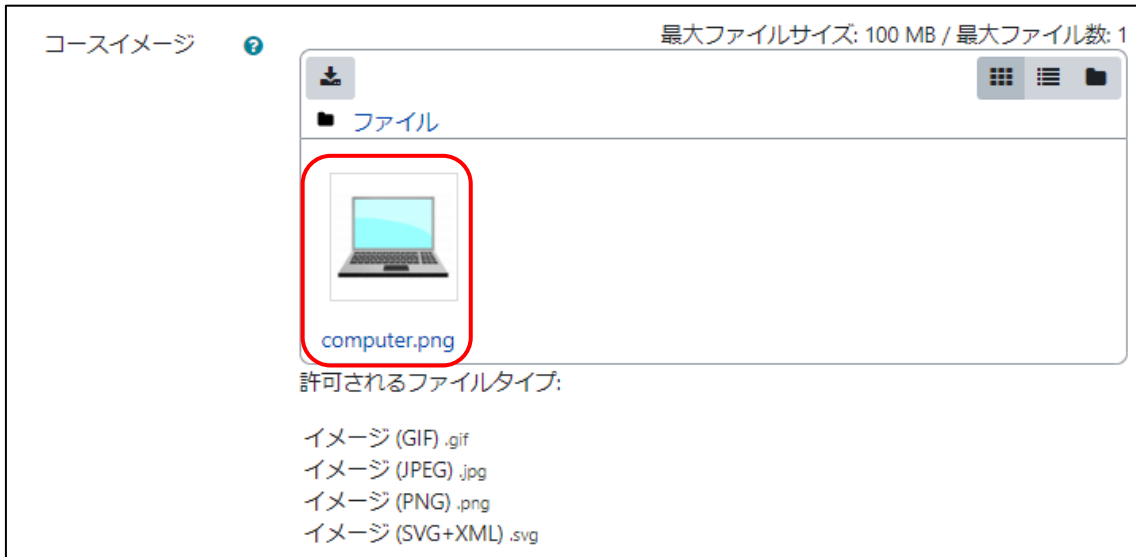 コースイメージ
最大ファイルサイズ: 100 MB / 最大ファイル数: 1
ファイル
computer.png
許可されるファイルタイプ:
イメージ (GIF) .gif
イメージ (JPEG) .jpg
イメージ (PNG) .png
イメージ (SVG+XML) .svg